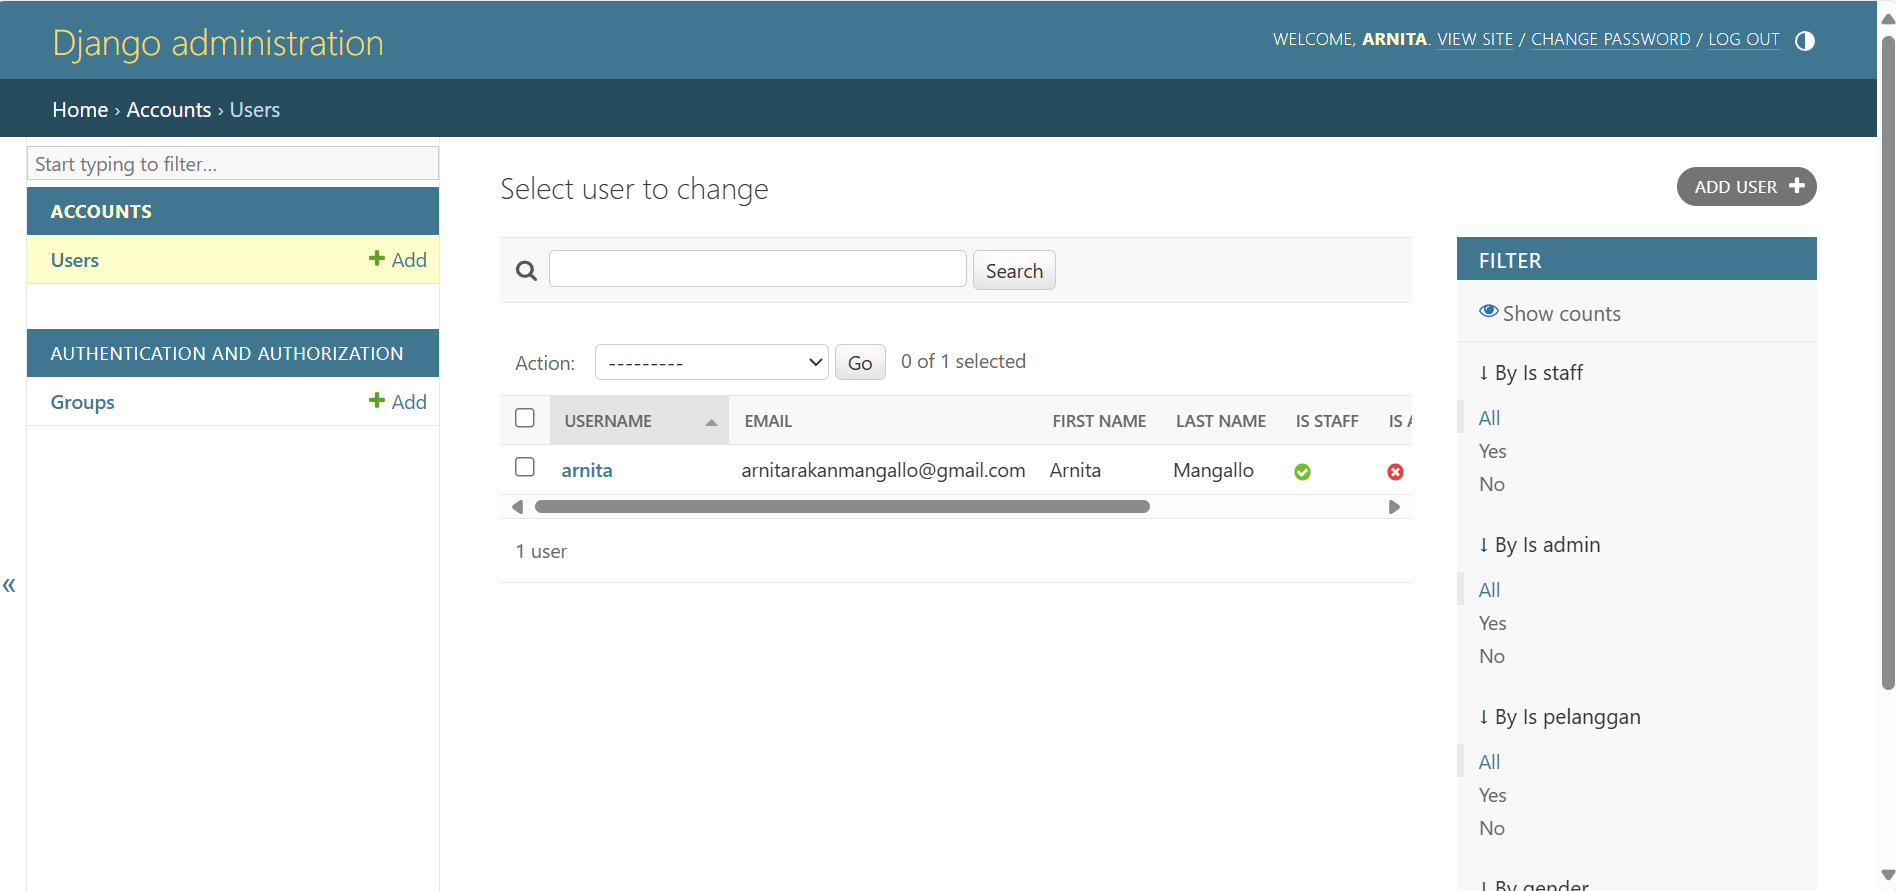 Django administration
WELCOME, ARNITA. VIEW SITE / CHANGE PASSWORD / LOG OUT
Home › Accounts › Users
Start typing to filter...
ACCOUNTS
Users
Add
AUTHENTICATION AND AUTHORIZATION
Groups
Add
«
Select user to change
ADD USER
Search
Action: --------- Go 0 of 1 selected
USERNAME EMAIL FIRST NAME LAST NAME IS STAFF IS
arnita arnitarakanmangallo@gmail.com Arnita Mangallo
1 user
FILTER
Show counts
↓ By Is staff
All
Yes
No
↓ By Is admin
All
Yes
No
↓ By Is pelanggan
All
Yes
No
↓ By gender